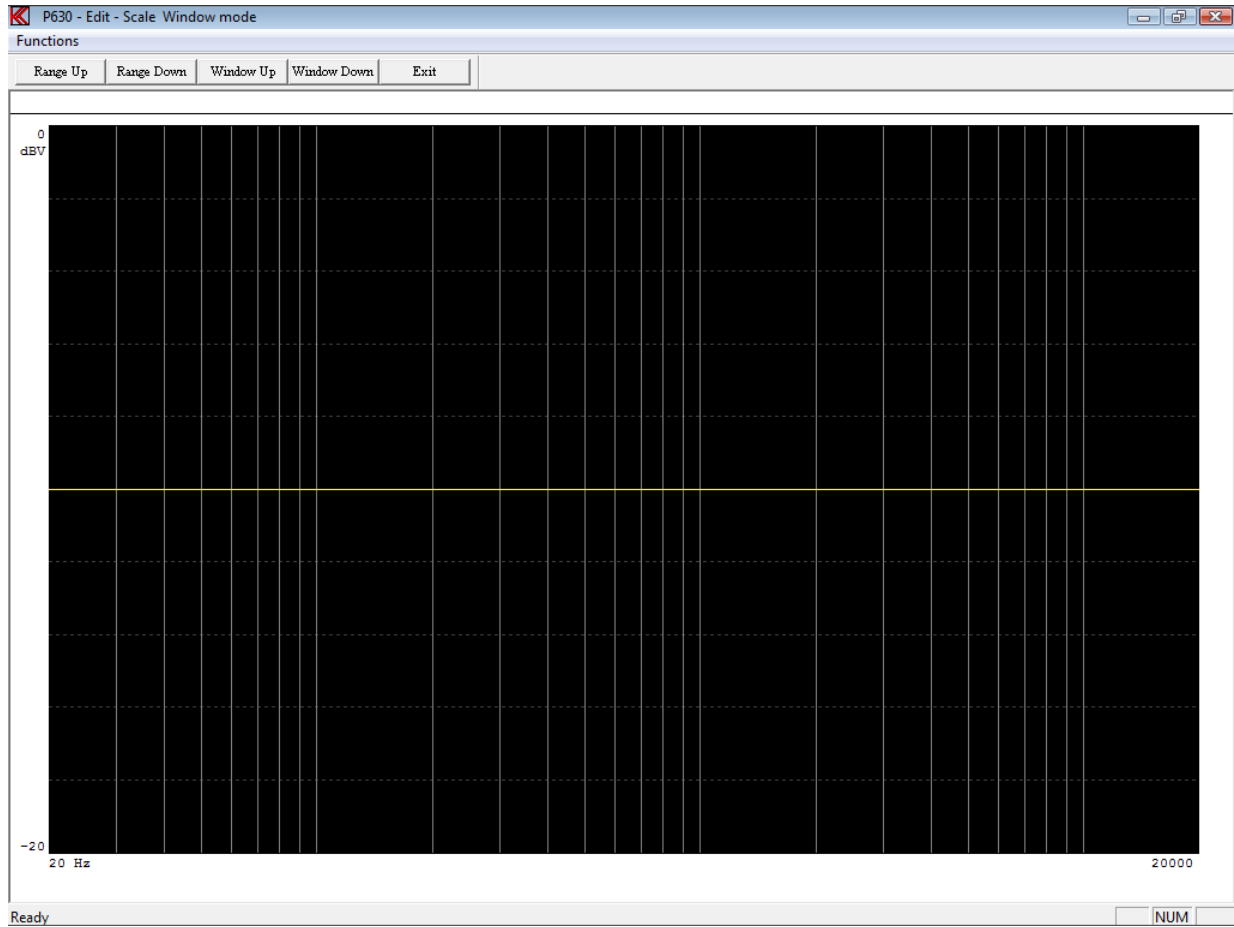 P630 - Edit - Scale Window mode
Functions
Range Up Range Down Window Up Window Down Exit
0
dBV
-20
20 Hz 20000
Ready NUM